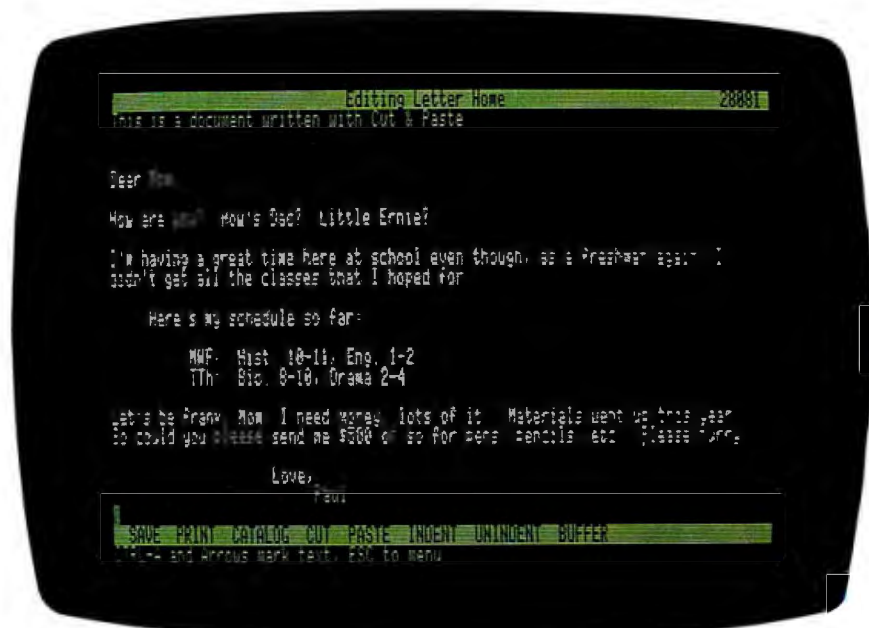 Editing Letter Home 28081
This is a document written with Cut & Paste
Dear Mom
How are you? How's Dad? Little Ernie?
I'm having a great time here at school even though, as a freshman again I
didn't get all the classes that I hoped for
Here's my schedule so far:
MWF: Hist. 10-11, Eng. 1-2
TTh: Bio. 8-10, Drama 2-4
Let's be frank, Mom I need money lots of it Materials went up this year
So could you please send me $500 or so for pens pencils etc Please hurry
Love,
Paul
SAVE PRINT CATALOG CUT PASTE INDENT UNINDENT BUFFER
and Arrows mark text, ESC to menu